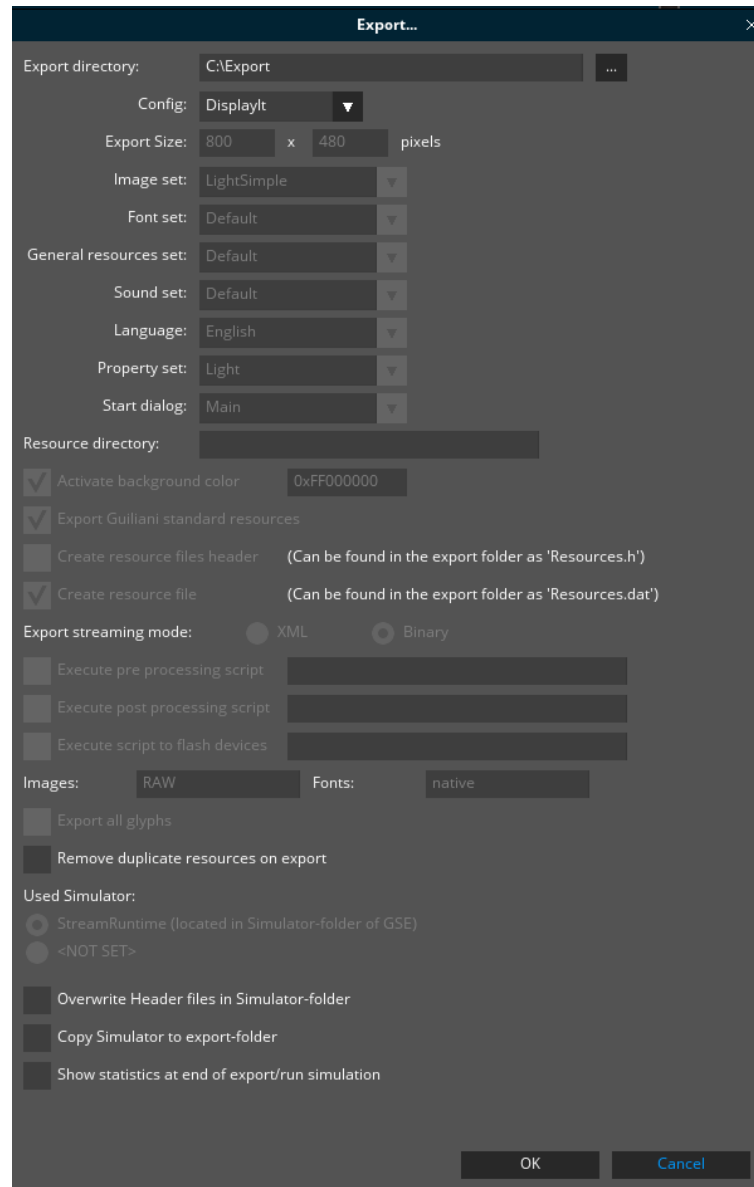 Export...
Export directory: C:\Export ...
Config: DisplayIt
Export Size: 800 x 480 pixels
Image set: LightSimple
Font set: Default
General resources set: Default
Sound set: Default
Language: English
Property set: Light
Start dialog: Main
Resource directory:
Activate background color 0xFF000000
Export Guiliani standard resources
Create resource files header (Can be found in the export folder as 'Resources.h')
Create resource file (Can be found in the export folder as 'Resources.dat')
Export streaming mode: XML Binary
Execute pre processing script
Execute post processing script
Execute script to flash devices
Images: RAW Fonts: native
Export all glyphs
Remove duplicate resources on export
Used Simulator:
StreamRuntime (located in Simulator-folder of GSE)
<NOT SET>
Overwrite Header files in Simulator-folder
Copy Simulator to export-folder
Show statistics at end of export/run simulation
OK Cancel